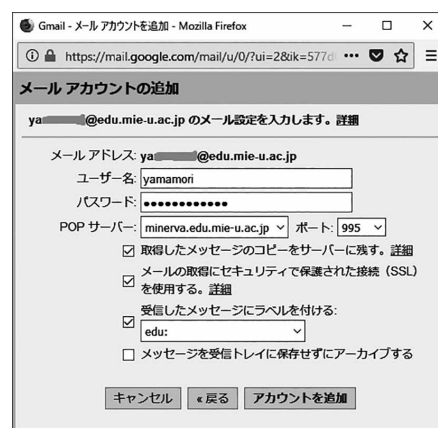 Gmail - メール アカウントを追加 - Mozilla Firefox
https://mail.google.com/mail/u/0/?ui=2&ik=577d
メール アカウントの追加
ya @edu.mie-u.ac.jp のメール設定を入力します。 詳細
メール アドレス: ya @edu.mie-u.ac.jp
ユーザー名: yamamori
パスワード: ●●●●●●●●●●●●
POP サーバー: minerva.edu.mie-u.ac.jp ポート: 995
取得したメッセージのコピーをサーバーに残す。 詳細
メールの取得にセキュリティで保護された接続（SSL）
を使用する。 詳細
受信したメッセージにラベルを付ける:
edu:
メッセージを受信トレイに保存せずにアーカイブする
キャンセル « 戻る アカウントを追加